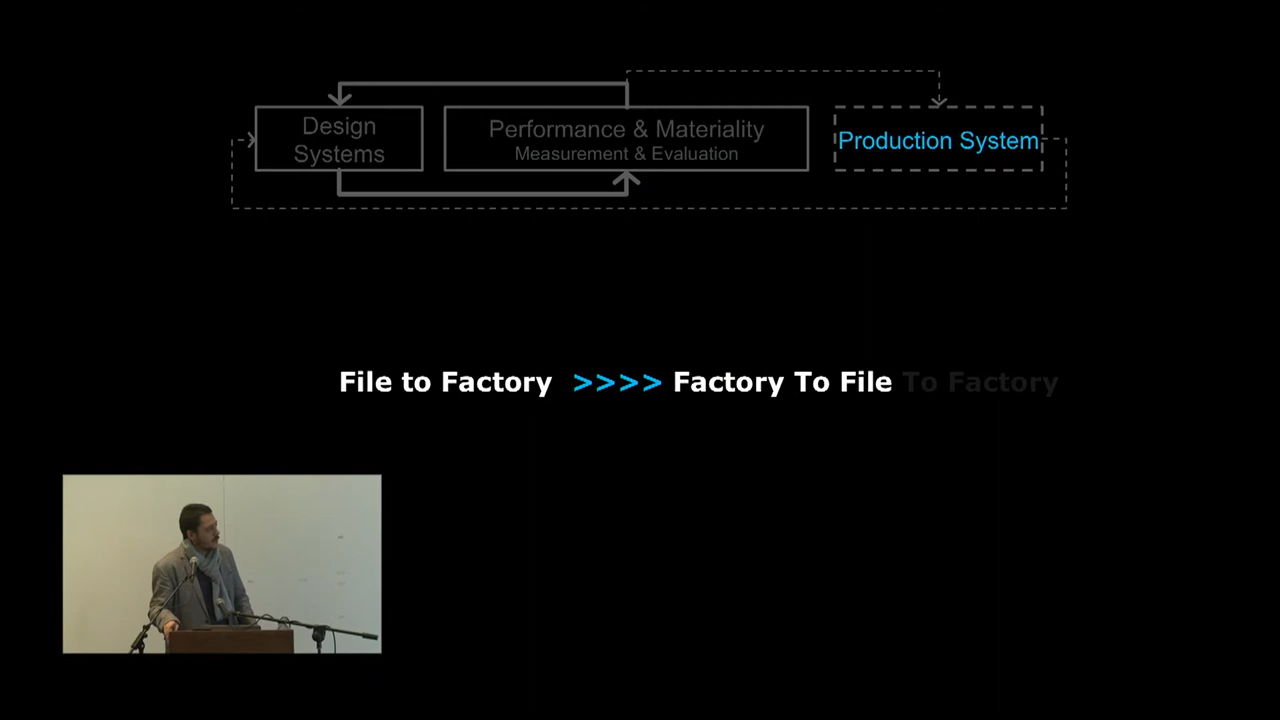 Design
Systems
Performance & Materiality
Measurement & Evaluation
Production System
File to Factory >>>> Factory To File To Factory